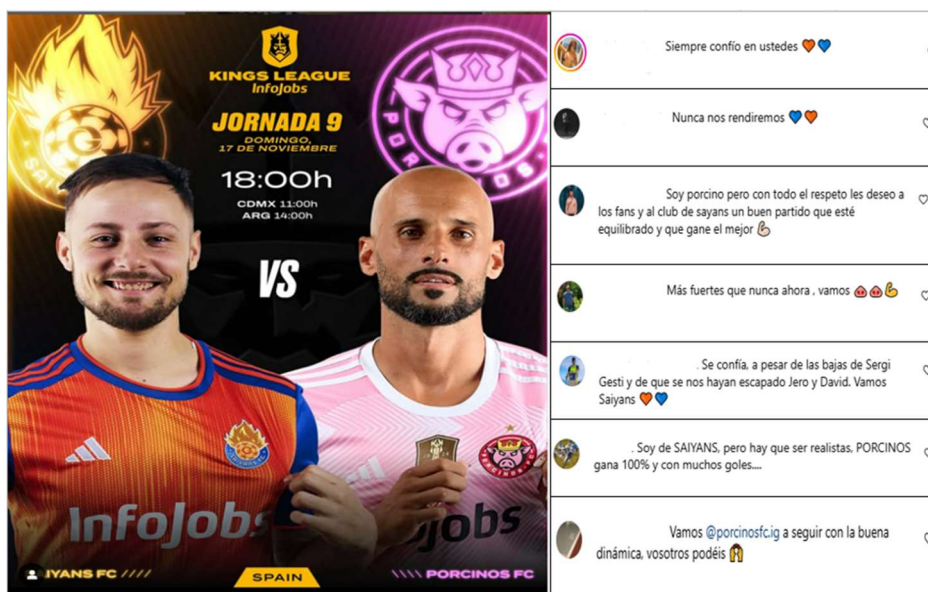 KINGS LEAGUE
InfoJobs
JORNADA 9
DOMINGO,
17 DE NOVIEMBRE
18:00h
CDMX 11:00h
ARG 14:00h
VS
PORCINOS
SAI
InfoJobs
PORCINOS
Jobs
IYANS FC ////
SPAIN
\\\\ PORCINOS FC
Siempre confío en ustedes 🧡💙
Nunca nos rendiremos 💙🧡
Soy porcino pero con todo el respeto les deseo a
los fans y al club de sayans un buen partido que esté
equilibrado y que gane el mejor 💪🏼
Más fuertes que nunca ahora , vamos 🐽🐽💪
. Se confía, a pesar de las bajas de Sergi
Gesti y de que se nos hayan escapado Jero y David. Vamos
Saiyans 🧡💙
. Soy de SAIYANS, pero hay que ser realistas, PORCINOS
gana 100% y con muchos goles....
Vamos @porcinosfc.ig a seguir con la buena
dinámica, vosotros podéis 🙌